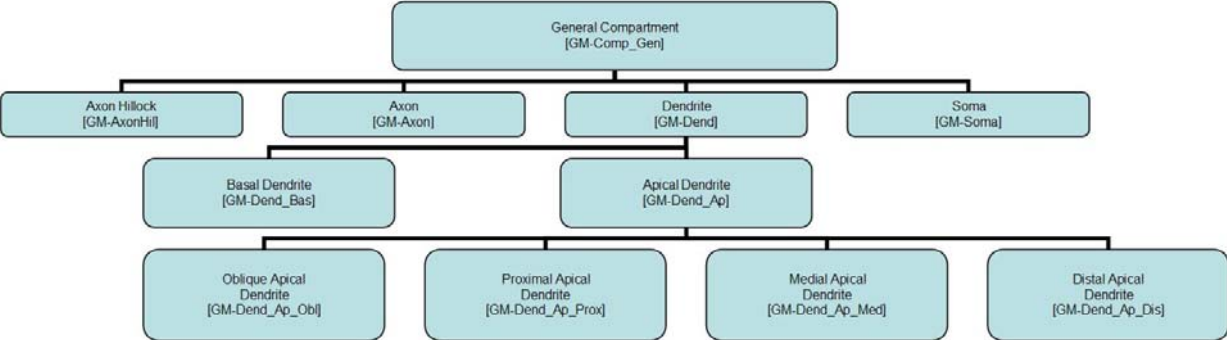 General Compartment
[GM-Comp_Gen]
Axon Hillock
[GM-AxonHil]
Axon
[GM-Axon]
Dendrite
[GM-Dend]
Soma
[GM-Soma]
Basal Dendrite
[GM-Dend_Bas]
Apical Dendrite
[GM-Dend_Ap]
Oblique Apical
Dendrite
[GM-Dend_Ap_Obl]
Proximal Apical
Dendrite
[GM-Dend_Ap_Prox]
Medial Apical
Dendrite
[GM-Dend_Ap_Med]
Distal Apical
Dendrite
[GM-Dend_Ap_Dis]